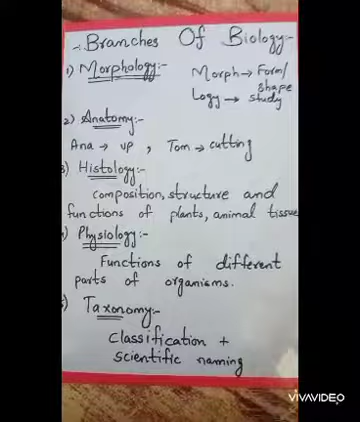 -: Branches Of Biology:-
1) Morphology:- Morph → Form/shape
Logy → study
2) Anatomy:-
Ana → up , Tom → cutting
3) Histology:-
composition, structure and
functions of plants, animal tissue
4) Physiology:-
Functions of different
parts of organisms.
5) Taxonomy:-
classification +
scientific naming
VIVAVIDEO